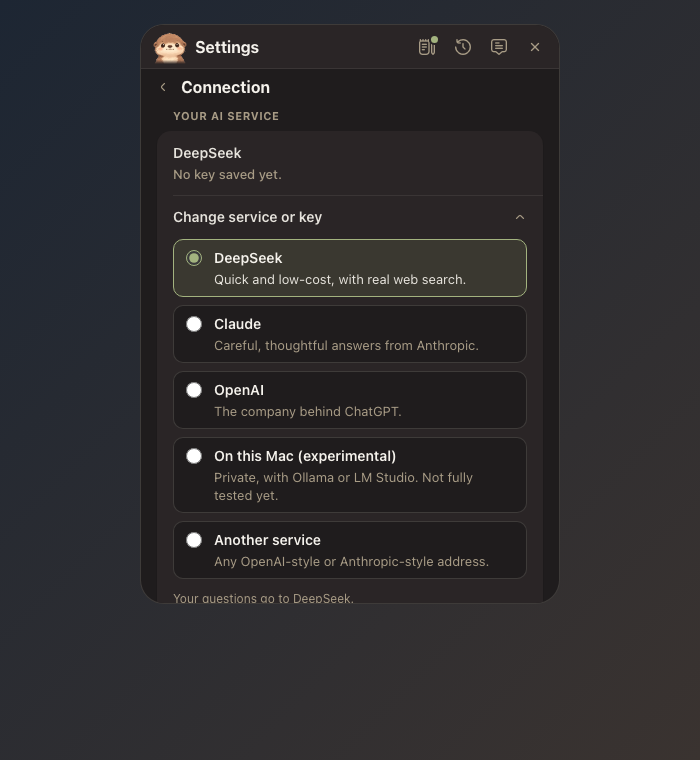 Settings
Connection
YOUR AI SERVICE
DeepSeek
No key saved yet.
Change service or key
DeepSeek
Quick and low-cost, with real web search.
Claude
Careful, thoughtful answers from Anthropic.
OpenAI
The company behind ChatGPT.
On this Mac (experimental)
Private, with Ollama or LM Studio. Not fully
tested yet.
Another service
Any OpenAI-style or Anthropic-style address.
Your questions go to DeepSeek.